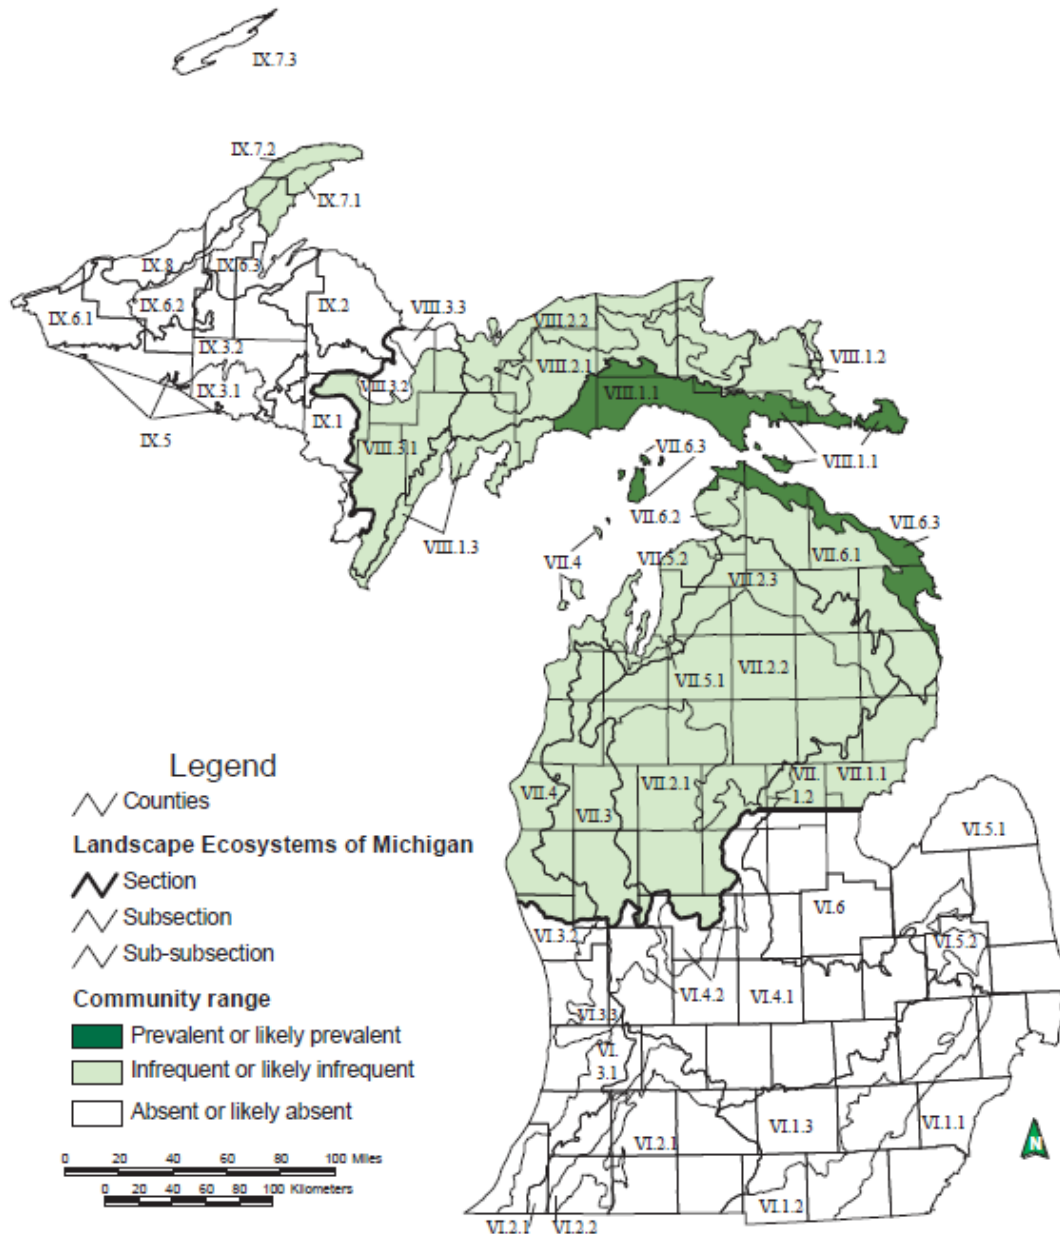 IX.7.3
IX.7.2
IX.7.1
IX.8
IX.6.3
IX.6.1
IX.6.2
IX.2
VIII.3.3
VIII.2.2
IX.3.2
VIII.2.1
VIII.1.2
IX.3.1
VIII.3.2
VIII.1.1
IX.1
IX.5
VIII.3.1
VII.6.3
VIII.1.1
VII.6.2
VII.6.3
VIII.1.3
VII.4
VII.5.2
VII.6.1
VII.2.3
VII.5.1
VII.2.2
Legend
Counties
Landscape Ecosystems of Michigan
Section
Subsection
Sub-subsection
Community range
Prevalent or likely prevalent
Infrequent or likely infrequent
Absent or likely absent
0 20 40 60 80 100 Miles
0 20 40 60 80 100 Kilometers
VII.4
VII.3
VII.2.1
VII.
1.2
VII.1.1
VI.5.1
VI.6
VI.3.2
VI.5.2
VI.4.2
VI.4.1
VI.3.3
VI.
3.1
VI.2.1
VI.1.3
VI.1.1
VI.1.2
VI.2.1
VI.2.2
N